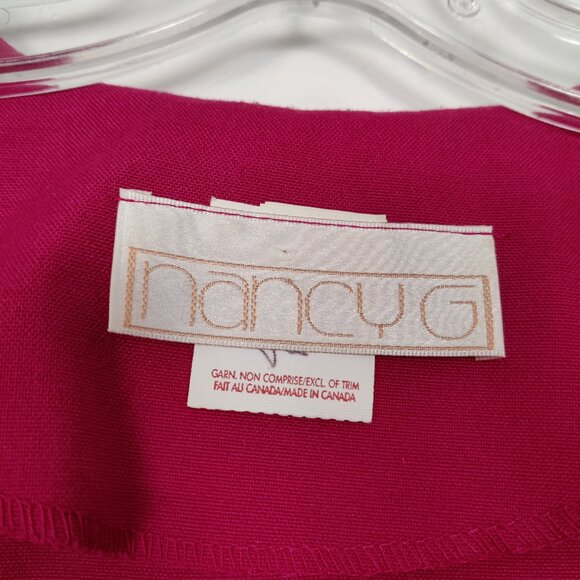 nancy G
GARN. NON COMPRISE/EXCL. OF TRIM
FAIT AU CANADA/MADE IN CANADA